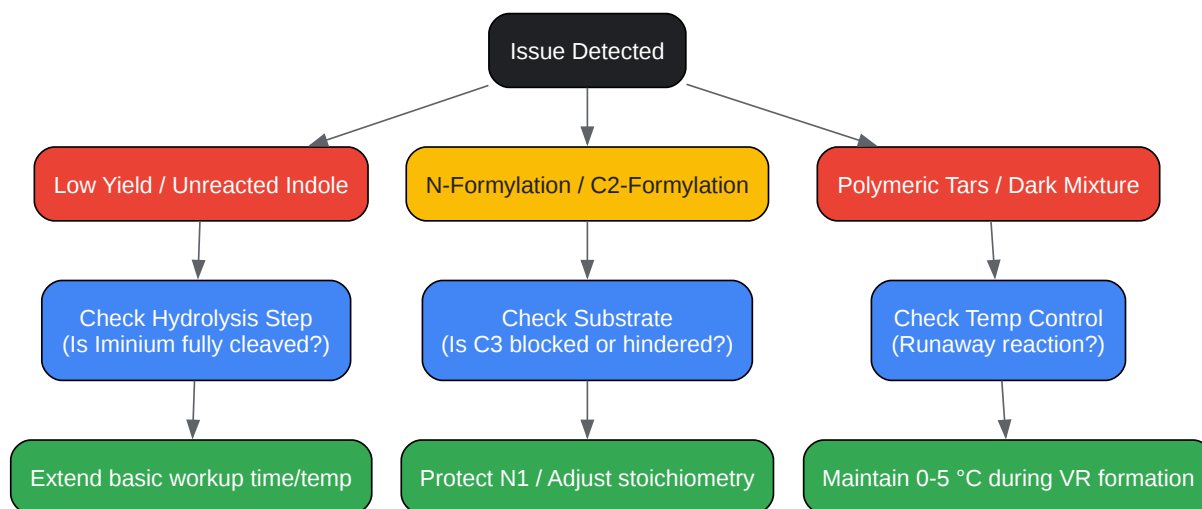 Issue Detected
Low Yield / Unreacted Indole
N-Formylation / C2-Formylation
Polymeric Tars / Dark Mixture
Check Hydrolysis Step
(Is Iminium fully cleaved?)
Check Substrate
(Is C3 blocked or hindered?)
Check Temp Control
(Runaway reaction?)
Extend basic workup time/temp
Protect N1 / Adjust stoichiometry
Maintain 0-5 °C during VR formation